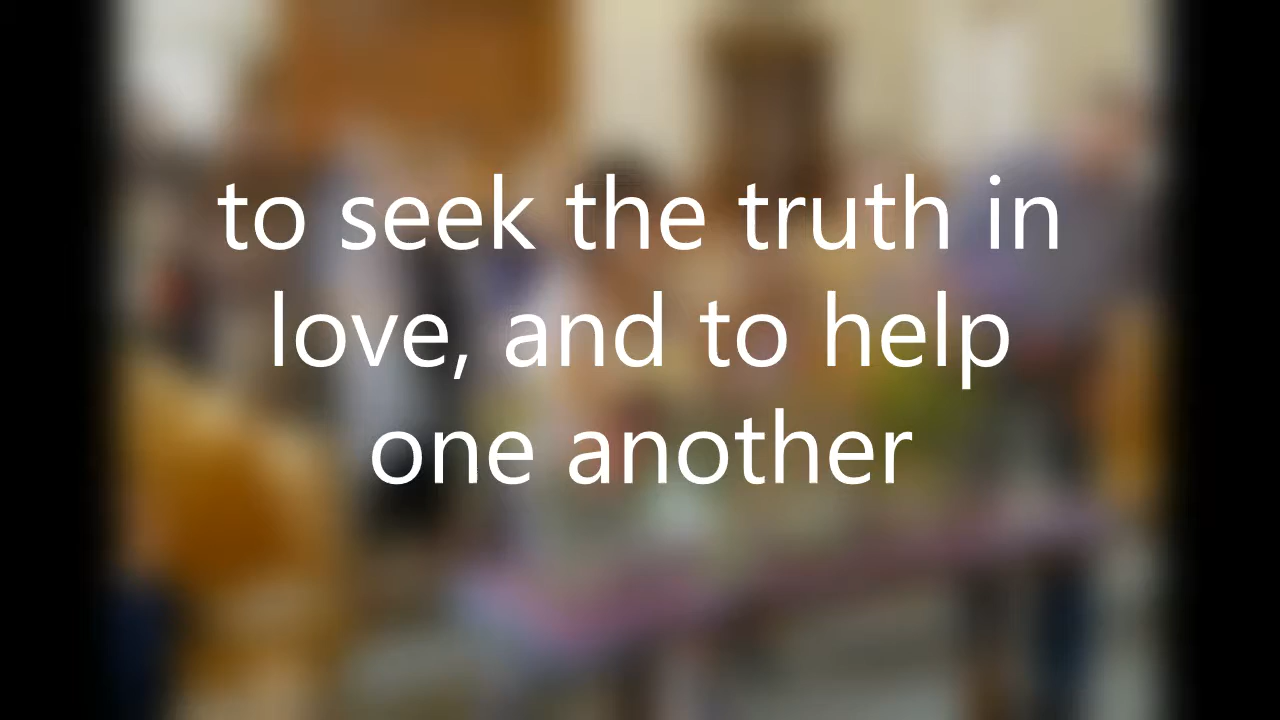 to seek the truth in
love, and to help
one another